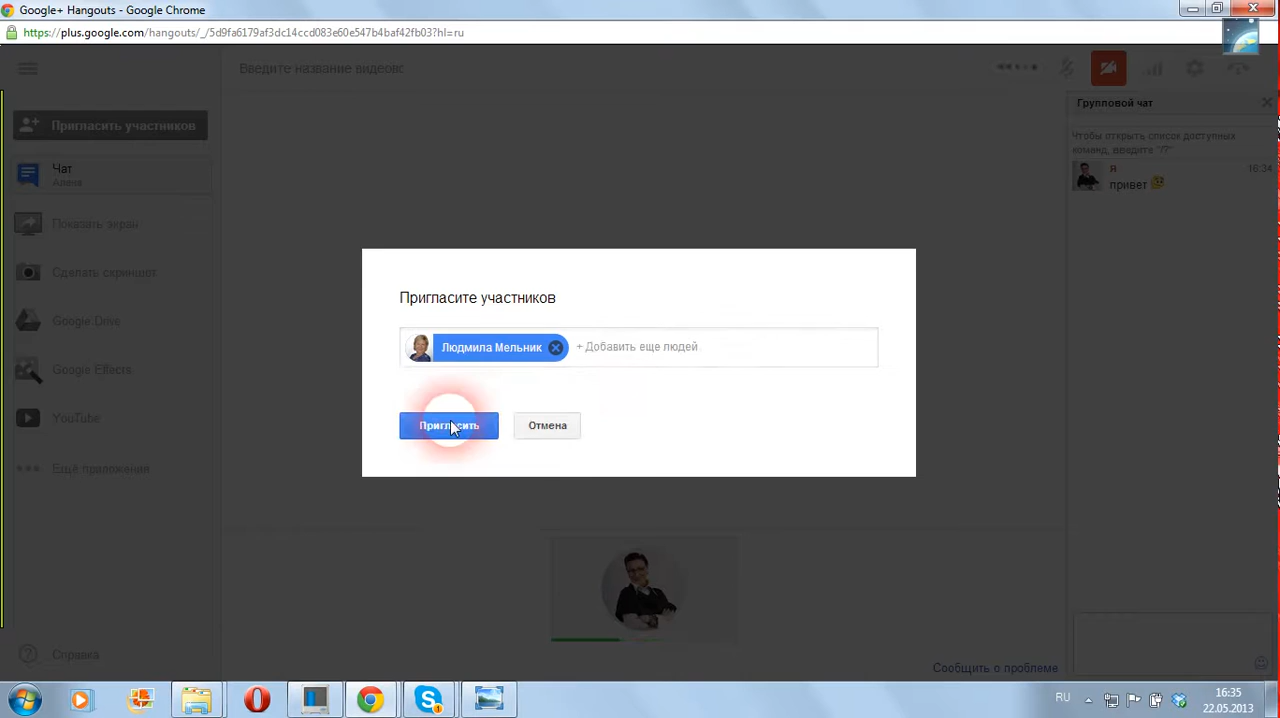 Google+ Hangouts - Google Chrome
https://plus.google.com/hangouts/_/5d9fa6179af3dc14ccd083e60e547b4baf42fb03?hl=ru
Введите название видеовс
Пригласить участников
Чат
Алена
Показать экран
Сделать скриншот
Google Drive
Google Effects
YouTube
Ещё приложения
Справка
Пригласите участников
Людмила Мельник
+ Добавить еще людей
Пригласить
Отмена
Групповой чат
Чтобы открыть список доступных
команд, введите "/?"
Я
16:34
привет
Сообщить о проблеме
RU
16:35
22.05.2013